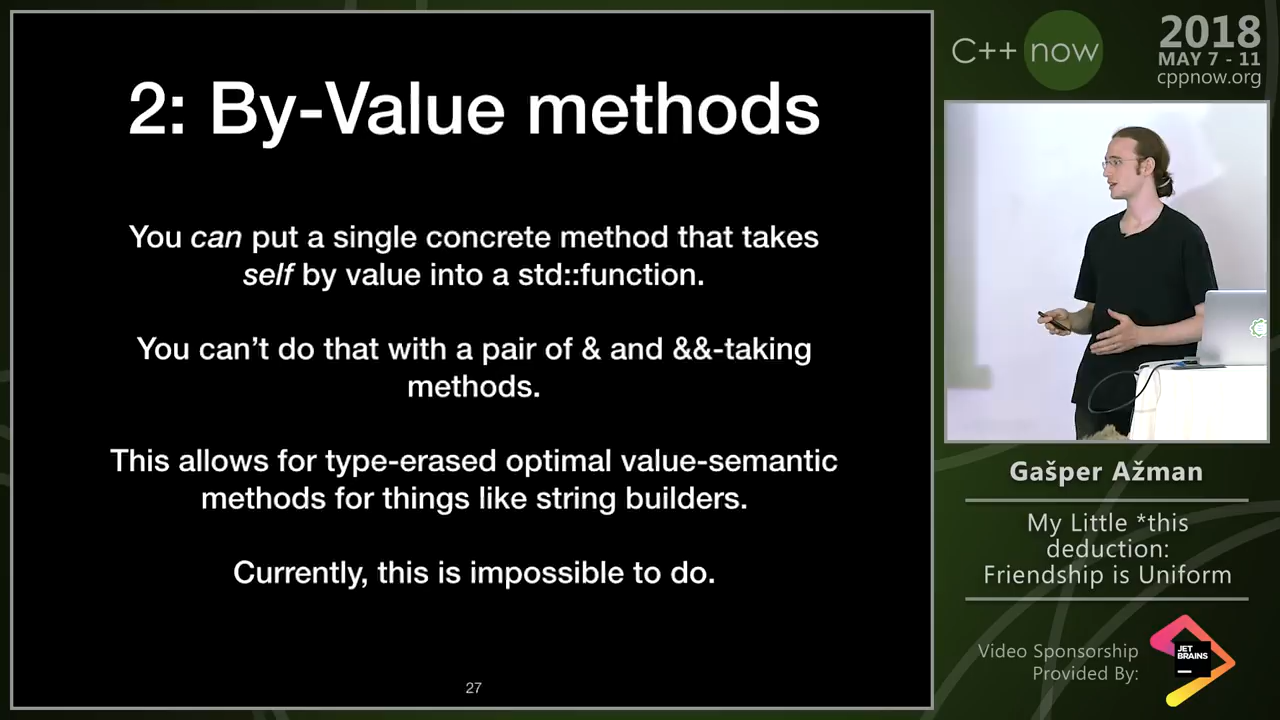 2: By-Value methods
You can put a single concrete method that takes
self by value into a std::function.
You can’t do that with a pair of & and &&-taking
methods.
This allows for type-erased optimal value-semantic
methods for things like string builders.
Currently, this is impossible to do.
27
C++ now
2018
MAY 7 - 11
cppnow.org
Gašper Ažman
My Little *this
deduction:
Friendship is Uniform
Video Sponsorship
Provided By:
JET
BRAINS